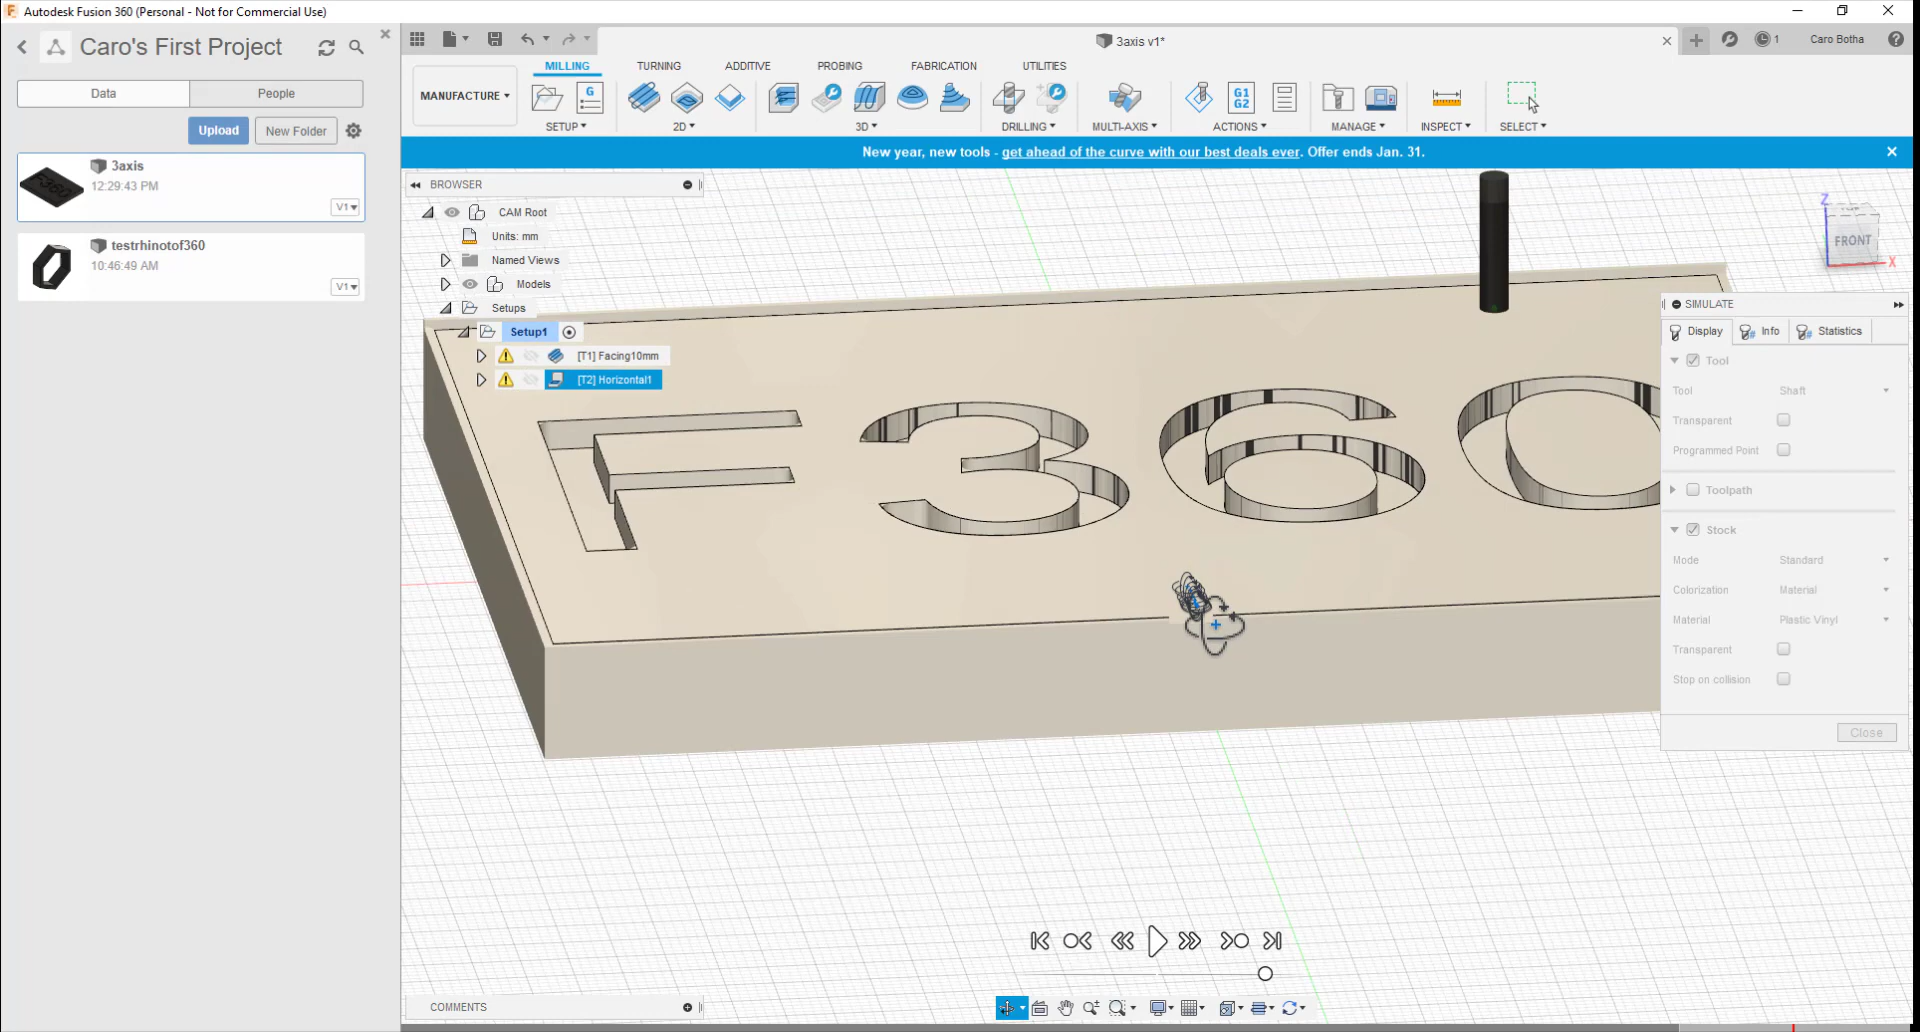 Autodesk Fusion 360 (Personal - Not for Commercial Use)
Caro's First Project
Data
People
Upload
New Folder
3axis
12:29:43 PM
V1
testrhinotof360
10:46:49 AM
V1
3axis v1*
1
Caro Botha
MILLING
TURNING
ADDITIVE
PROBING
FABRICATION
UTILITIES
MANUFACTURE
G
G1
G2
SETUP
2D
3D
DRILLING
MULTI-AXIS
ACTIONS
MANAGE
INSPECT
SELECT
New year, new tools - get ahead of the curve with our best deals ever. Offer ends Jan. 31.
BROWSER
CAM Root
Units: mm
Named Views
Models
Setups
Setup1
[T1] Facing10mm
[T2] Horizontal1
F360
Z
FRONT
X
SIMULATE
Display
Info
Statistics
Tool
Tool
Shaft
Transparent
Programmed Point
Toolpath
Stock
Mode
Standard
Colorization
Material
Material
Plastic Vinyl
Transparent
Stop on collision
Close
COMMENTS